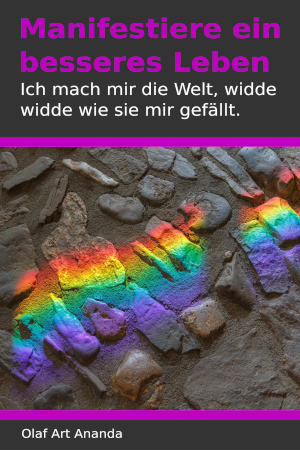 Manifestiere ein
besseres Leben
Ich mach mir die Welt, widde
widde wie sie mir gefällt.
Olaf Art Ananda